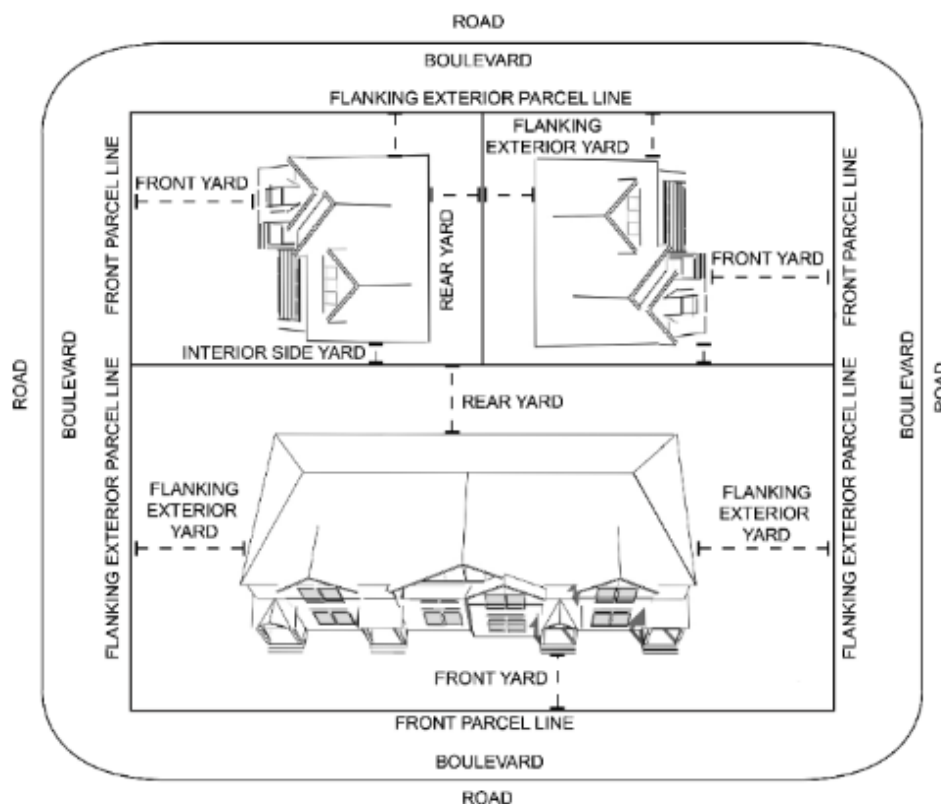 ROAD
BOULEVARD
FLANKING EXTERIOR PARCEL LINE
FLANKING
EXTERIOR YARD
FRONT YARD
FRONT PARCEL LINE
REAR YARD
FRONT YARD
FRONT PARCEL LINE
INTERIOR SIDE YARD
ROAD
BOULEVARD
BOULEVARD
ROAD
REAR YARD
FLANKING EXTERIOR PARCEL LINE
FLANKING
EXTERIOR
YARD
FLANKING
EXTERIOR
YARD
FLANKING EXTERIOR PARCEL LINE
FRONT YARD
FRONT PARCEL LINE
BOULEVARD
ROAD